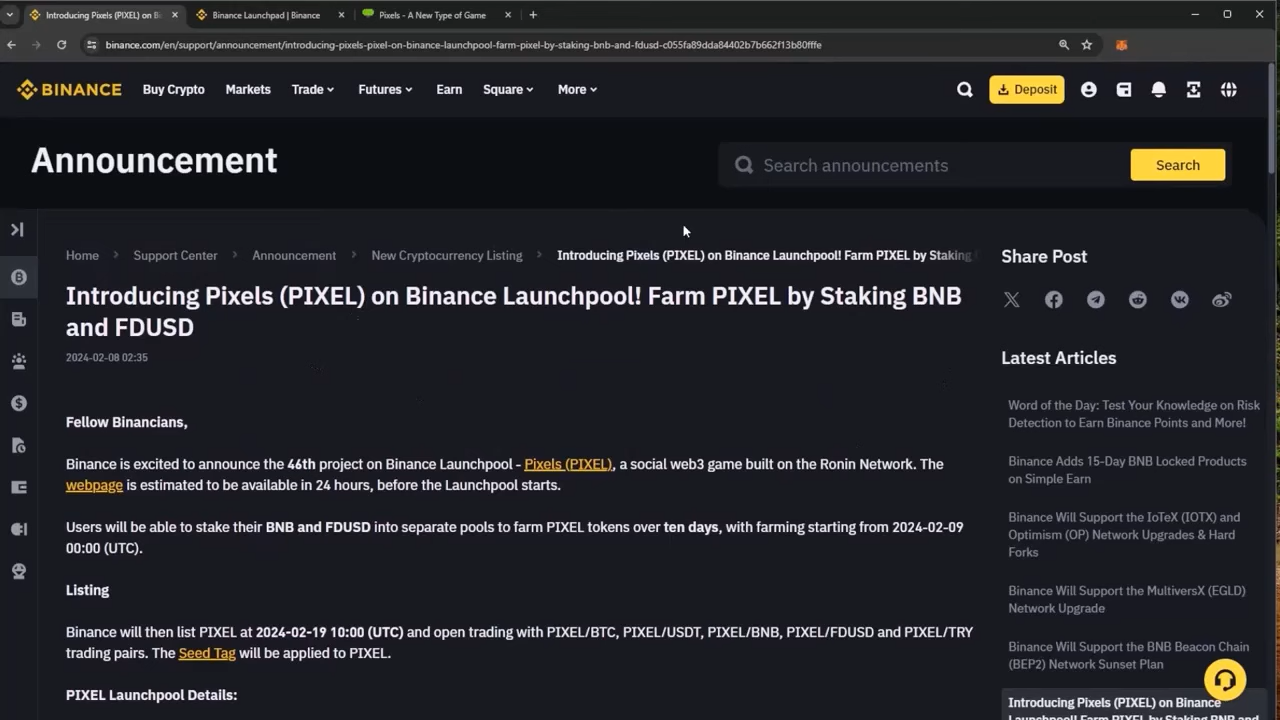 Introducing Pixels (PIXEL) on Bi
Binance Launchpad | Binance
Pixels - A New Type of Game
binance.com/en/support/announcement/introducing-pixels-pixel-on-binance-launchpool-farm-pixel-by-staking-bnb-and-fdusd-c055fa89dda84402b7b662f13b80fffe
BINANCE
Buy Crypto
Markets
Trade
Futures
Earn
Square
More
Deposit
Announcement
Search announcements
Search
Home
Support Center
Announcement
New Cryptocurrency Listing
Introducing Pixels (PIXEL) on Binance Launchpool! Farm PIXEL by Staking
Introducing Pixels (PIXEL) on Binance Launchpool! Farm PIXEL by Staking BNB
and FDUSD
2024-02-08 02:35
Fellow Binancians,
Binance is excited to announce the 46th project on Binance Launchpool - Pixels (PIXEL), a social web3 game built on the Ronin Network. The
webpage is estimated to be available in 24 hours, before the Launchpool starts.
Users will be able to stake their BNB and FDUSD into separate pools to farm PIXEL tokens over ten days, with farming starting from 2024-02-09
00:00 (UTC).
Listing
Binance will then list PIXEL at 2024-02-19 10:00 (UTC) and open trading with PIXEL/BTC, PIXEL/USDT, PIXEL/BNB, PIXEL/FDUSD and PIXEL/TRY
trading pairs. The Seed Tag will be applied to PIXEL.
PIXEL Launchpool Details:
Share Post
Latest Articles
Word of the Day: Test Your Knowledge on Risk
Detection to Earn Binance Points and More!
Binance Adds 15-Day BNB Locked Products
on Simple Earn
Binance Will Support the IoTeX (IOTX) and
Optimism (OP) Network Upgrades & Hard
Forks
Binance Will Support the MultiversX (EGLD)
Network Upgrade
Binance Will Support the BNB Beacon Chain
(BEP2) Network Sunset Plan
Introducing Pixels (PIXEL) on Binance
Launchpool! Farm PIXEL by Staking BNB and